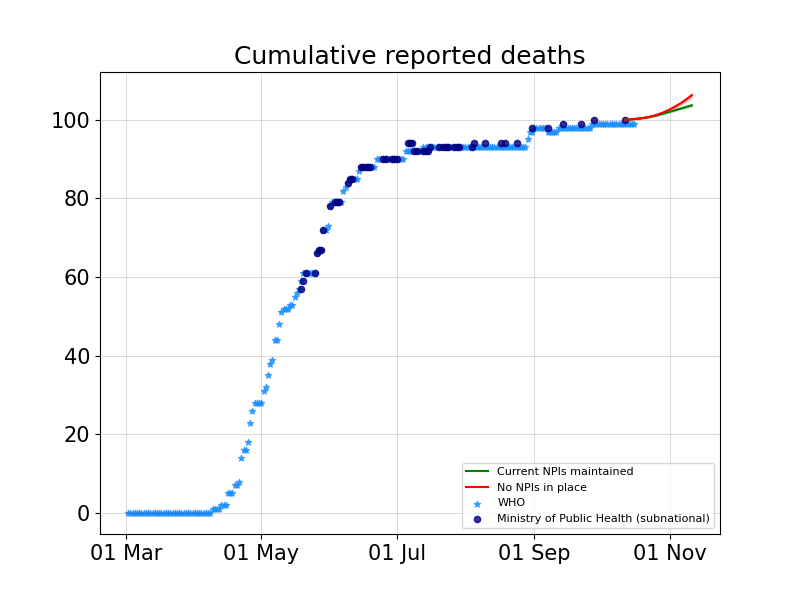 Cumulative reported deaths
100
80
60
40
20
0
01 Mar
01 May
01 Jul
01 Sep
01 Nov
Current NPIs maintained
No NPIs in place
WHO
Ministry of Public Health (subnational)